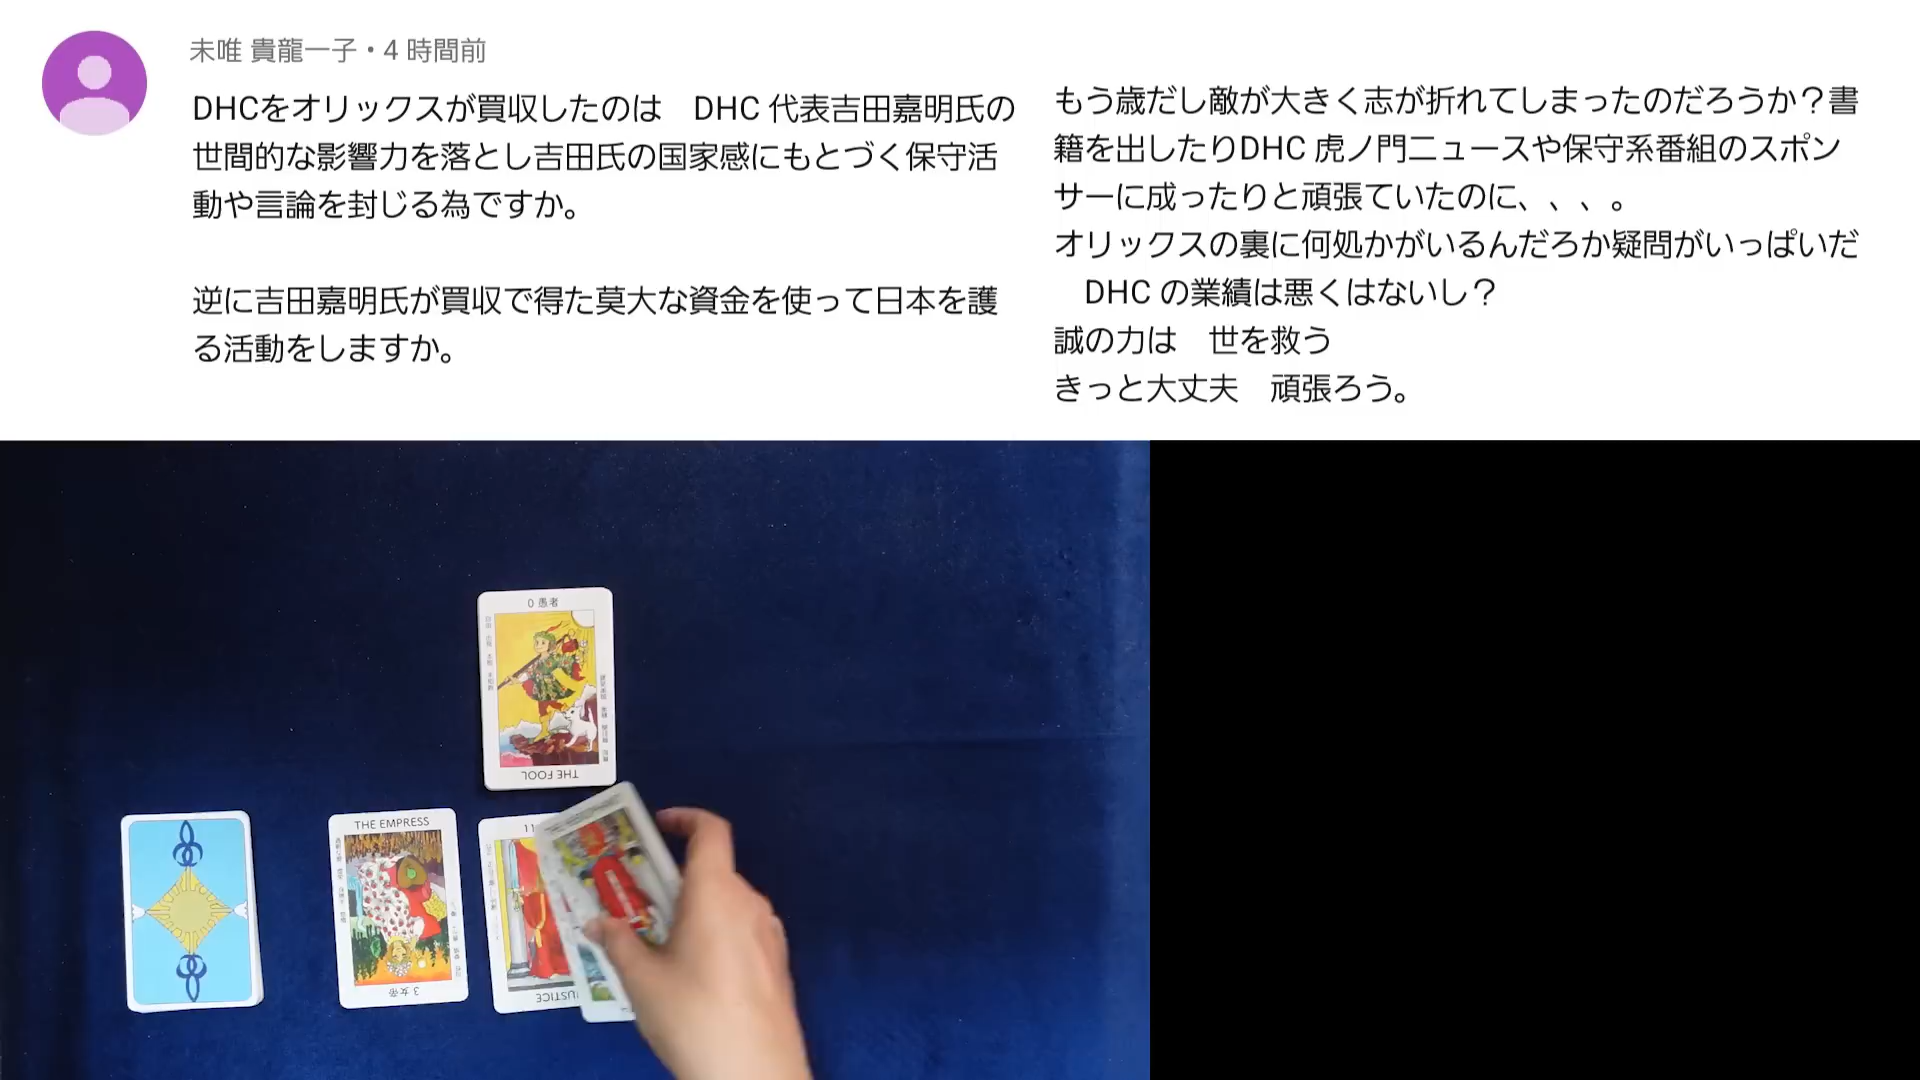 未唯 貴龍一子・4 時間前
DHCをオリックスが買収したのは　DHC 代表吉田嘉明氏の
世間的な影響力を落とし吉田氏の国家感にもとづく保守活
動や言論を封じる為ですか。
逆に吉田嘉明氏が買収で得た莫大な資金を使って日本を護
る活動をしますか。
もう歳だし敵が大きく志が折れてしまったのだろうか？書
籍を出したりDHC 虎ノ門ニュースや保守系番組のスポン
サーに成ったりと頑張ていたのに、、、。
オリックスの裏に何処かがいるんだろか疑問がいっぱいだ
　DHC の業績は悪くはないし？
誠の力は　世を救う
きっと大丈夫　頑張ろう。
0 愚者
THE FOOL
THE EMPRESS
3 女帝
11
USTICE